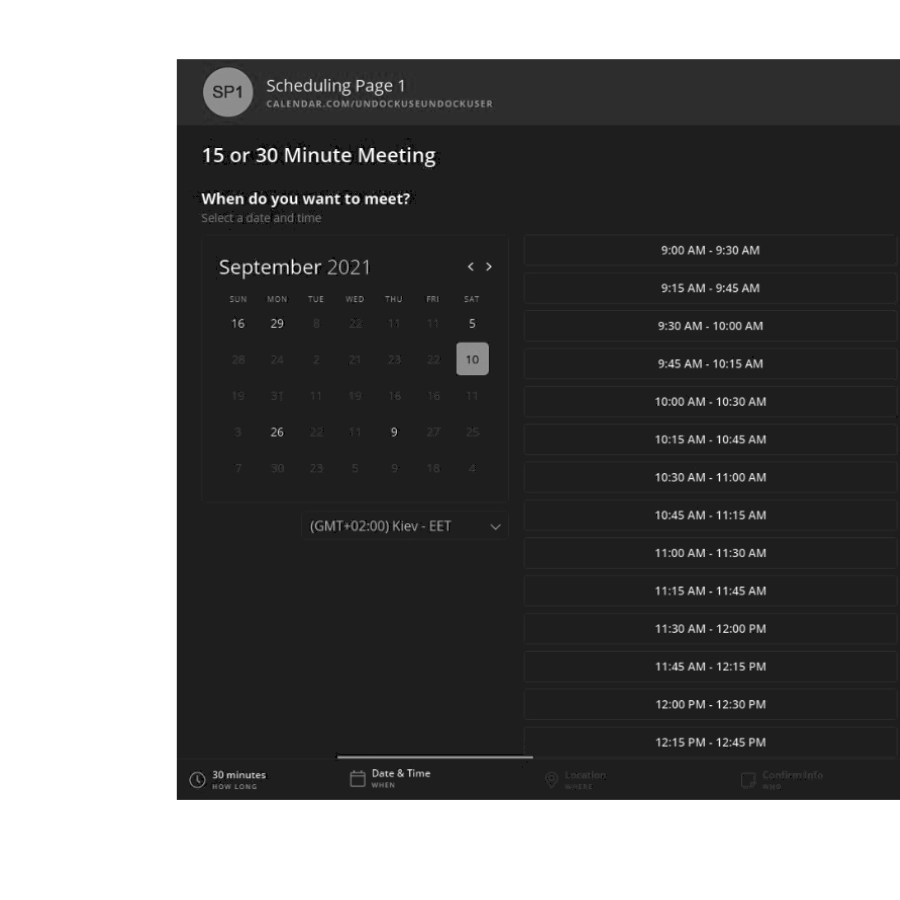 SP1
Scheduling Page 1
CALENDAR.COM/UNDOCKUSEUNDOCKUSER
15 or 30 Minute Meeting
When do you want to meet?
Select a date and time
September 2021
SUN MON TUE WED THU FRI SAT
16 29 8 22 11 11 5
28 24 2 21 23 22 10
19 31 11 19 16 16 11
3 26 22 11 9 27 25
7 30 23 5 9 18 4
(GMT+02:00) Kiev - EET
9:00 AM - 9:30 AM
9:15 AM - 9:45 AM
9:30 AM - 10:00 AM
9:45 AM - 10:15 AM
10:00 AM - 10:30 AM
10:15 AM - 10:45 AM
10:30 AM - 11:00 AM
10:45 AM - 11:15 AM
11:00 AM - 11:30 AM
11:15 AM - 11:45 AM
11:30 AM - 12:00 PM
11:45 AM - 12:15 PM
12:00 PM - 12:30 PM
12:15 PM - 12:45 PM
30 minutes
HOW LONG
Date & Time
WHEN
Location
WHERE
Confirm Info
WHO